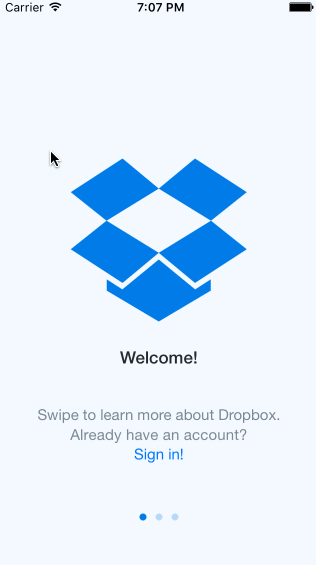 Carrier 7:07 PM
Welcome!
Swipe to learn more about Dropbox.
Already have an account?
Sign in!